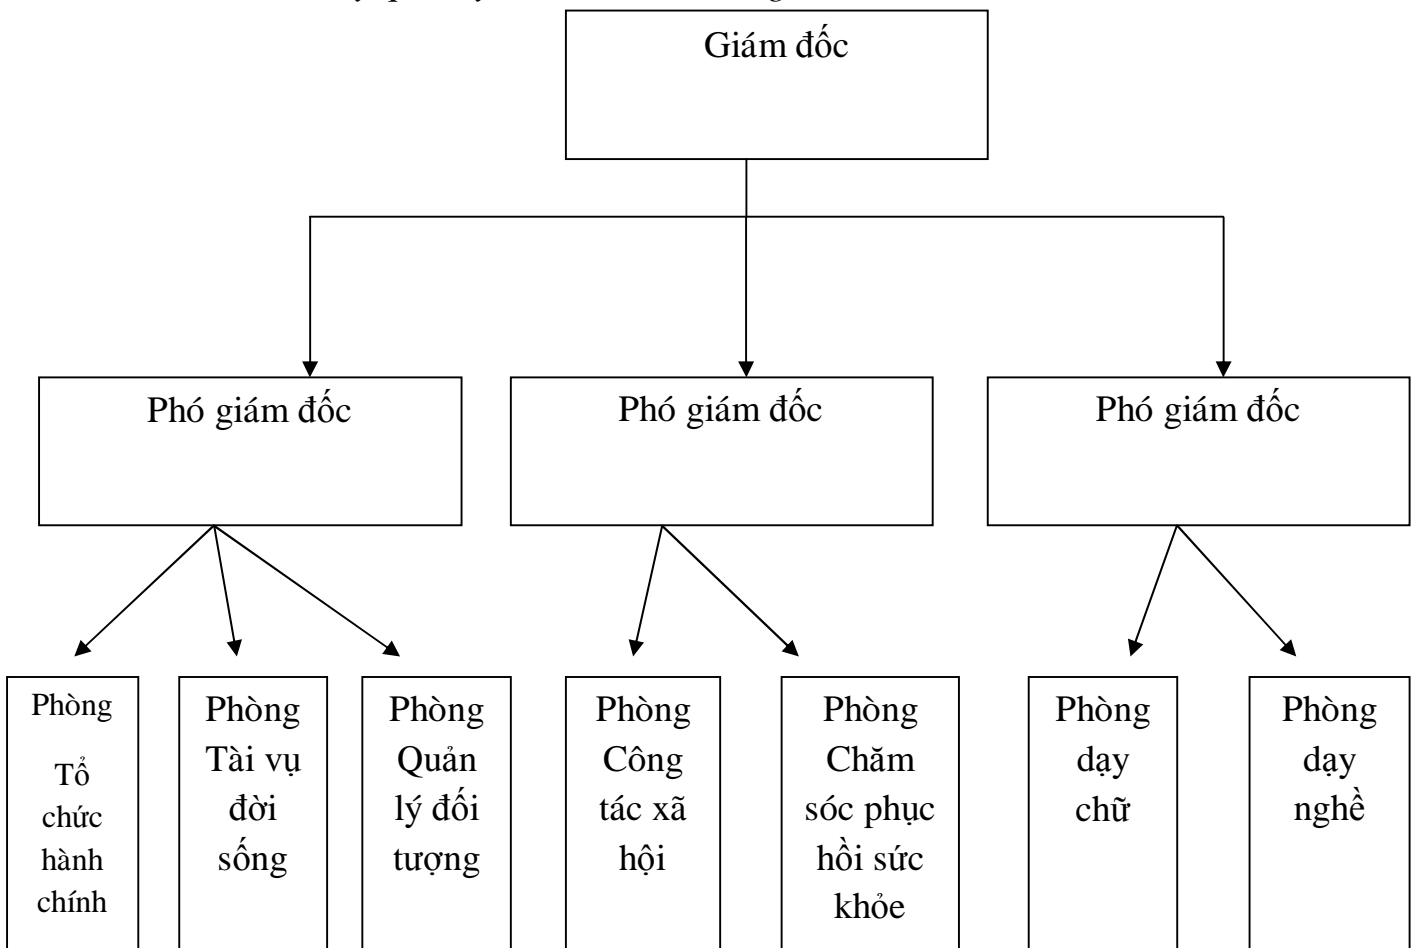 Giám đốc
Phó giám đốc
Phó giám đốc
Phó giám đốc
Phòng
Tổ
chức
hành
chính
Phòng
Tài vụ
đời
sống
Phòng
Quản
lý đối
tượng
Phòng
Công
tác xã
hội
Phòng
Chăm
sóc phục
hồi sức
khỏe
Phòng
dạy
chữ
Phòng
dạy
nghề